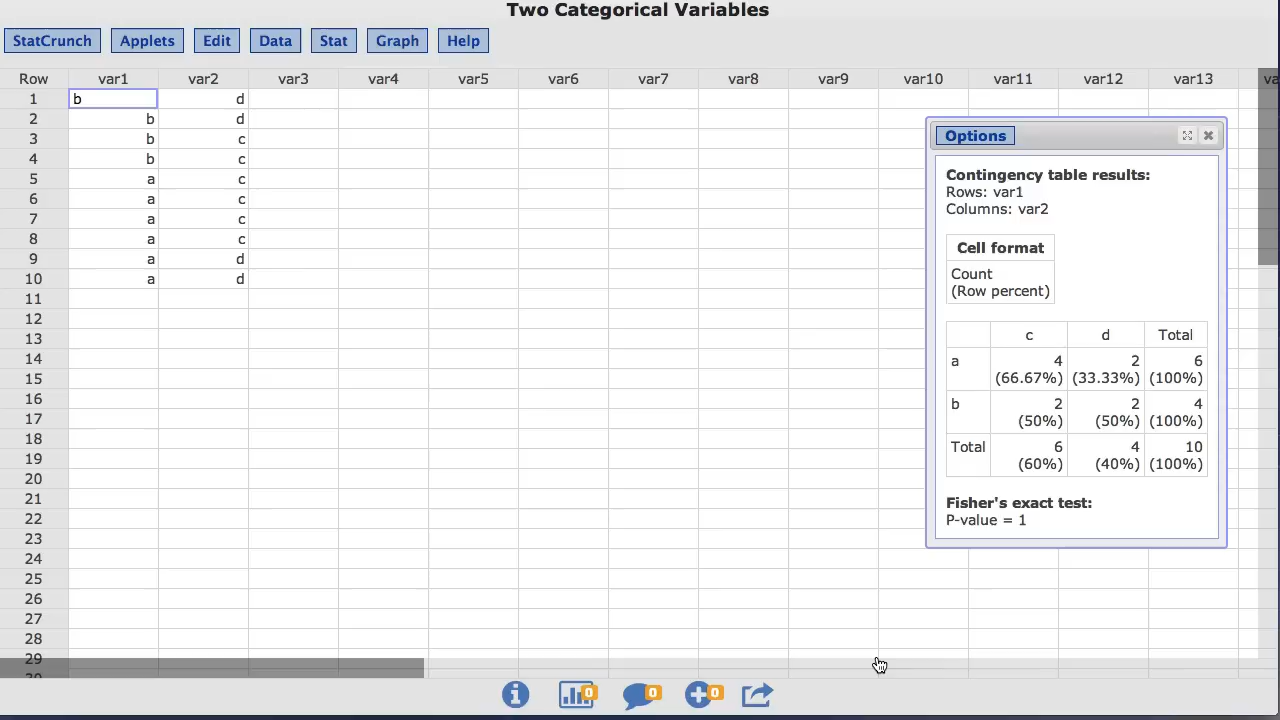 Two Categorical Variables
StatCrunch Applets Edit Data Stat Graph Help
Row var1 var2 var3 var4 var5 var6 var7 var8 var9 var10 var11 var12 var13 va
1 b d
2 b d
3 b c
4 b c
5 a c
6 a c
7 a c
8 a c
9 a d
10 a d
11
12
13
14
15
16
17
18
19
20
21
22
23
24
25
26
27
28
29
Options
Contingency table results:
Rows: var1
Columns: var2
Cell format
Count
(Row percent)
c d Total
a 4 2 6
(66.67%) (33.33%) (100%)
b 2 2 4
(50%) (50%) (100%)
Total 6 4 10
(60%) (40%) (100%)
Fisher's exact test:
P-value = 1
0 0 0